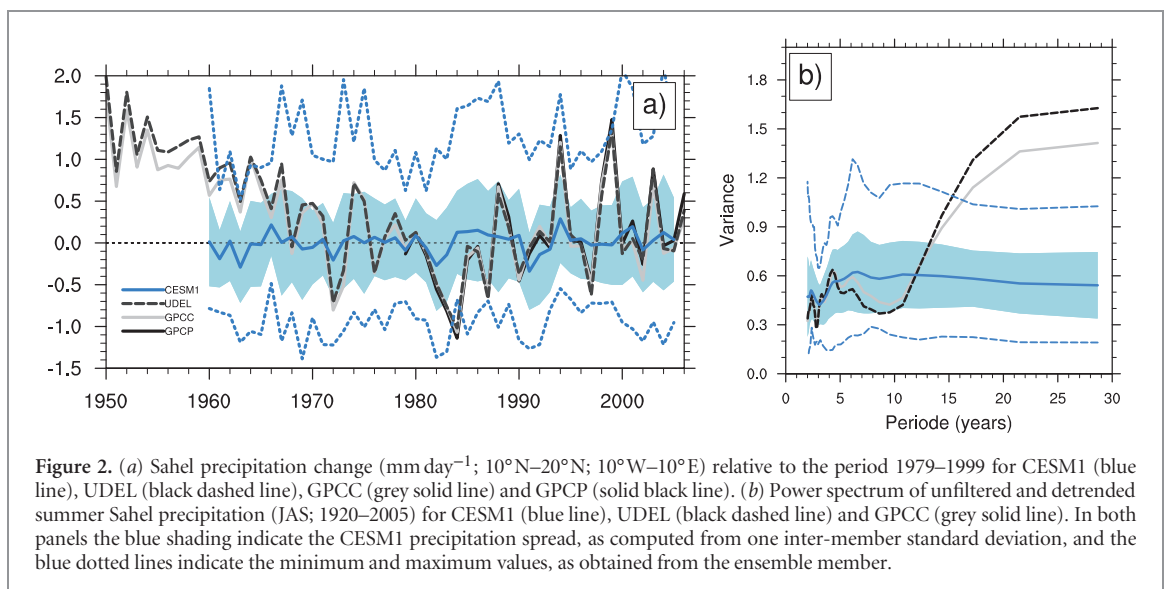 2.0
1.5
1.0
0.5
0.0
-0.5
-1.0
-1.5
1950 1960 1970 1980 1990 2000
a)
CESM1
UDEL
GPCC
GPCP
b)
Variance
1.8
1.5
1.2
0.9
0.6
0.3
0.0
0 5 10 15 20 25 30
Periode (years)
Figure 2. (a) Sahel precipitation change (mm day⁻¹; 10°N–20°N; 10°W–10°E) relative to the period 1979–1999 for CESM1 (blue
line), UDEL (black dashed line), GPCC (grey solid line) and GPCP (solid black line). (b) Power spectrum of unfiltered and detrended
summer Sahel precipitation (JAS; 1920–2005) for CESM1 (blue line), UDEL (black dashed line) and GPCC (grey solid line). In both
panels the blue shading indicate the CESM1 precipitation spread, as computed from one inter-member standard deviation, and the
blue dotted lines indicate the minimum and maximum values, as obtained from the ensemble member.